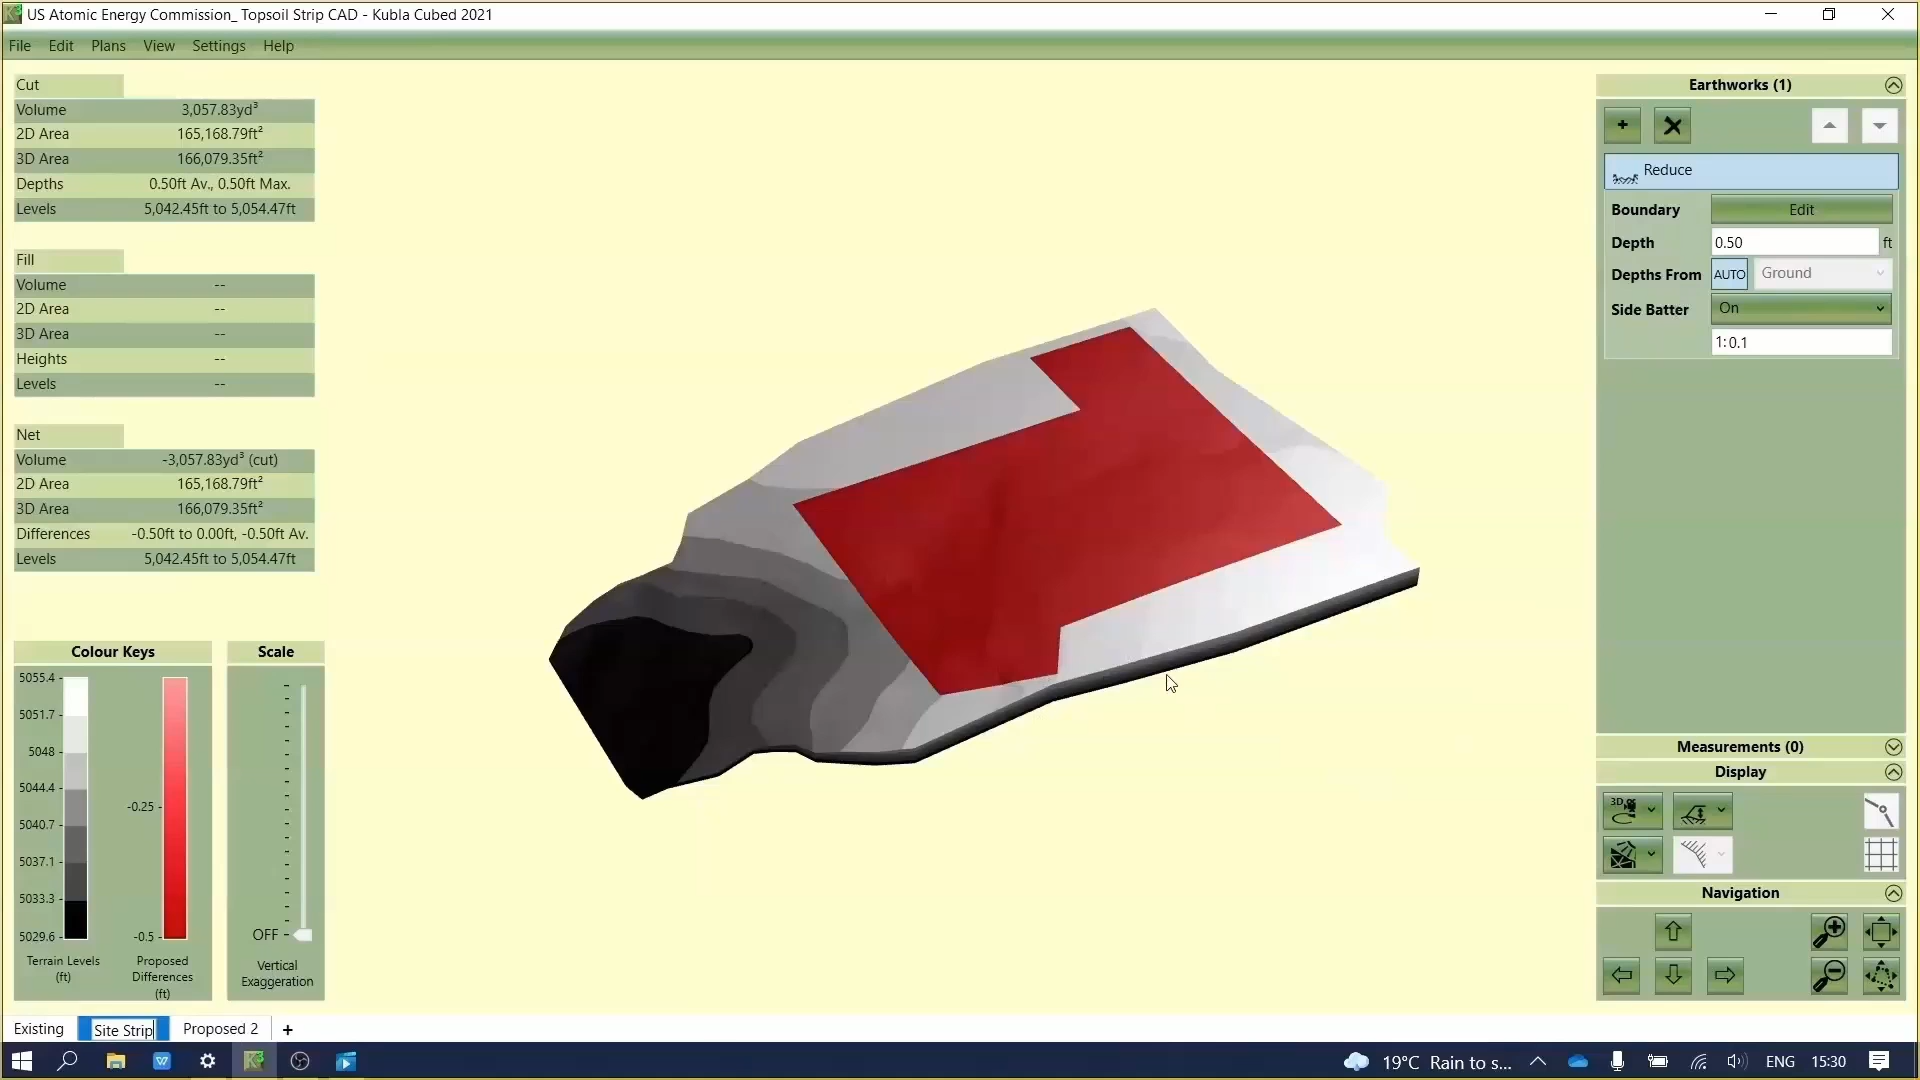 US Atomic Energy Commission_ Topsoil Strip CAD - Kubla Cubed 2021
File Edit Plans View Settings Help
Cut
Volume 3,057.83yd³
2D Area 165,168.79ft²
3D Area 166,079.35ft²
Depths 0.50ft Av., 0.50ft Max.
Levels 5,042.45ft to 5,054.47ft
Fill
Volume --
2D Area --
3D Area --
Heights --
Levels --
Net
Volume -3,057.83yd³ (cut)
2D Area 165,168.79ft²
3D Area 166,079.35ft²
Differences -0.50ft to 0.00ft, -0.50ft Av.
Levels 5,042.45ft to 5,054.47ft
Colour Keys
5055.4
5051.7
5048
5044.4
5040.7
5037.1
5033.3
5029.6
-0.25
-0.5
Terrain Levels
(ft)
Proposed
Differences
(ft)
Scale
OFF
Vertical
Exaggeration
Earthworks (1)
+
Reduce
Boundary Edit
Depth 0.50 ft
Depths From AUTO Ground
Side Batter On
1:0.1
Measurements (0)
Display
3D
Navigation
Existing Site Strip Proposed 2 +
19°C Rain to s... ENG 15:30